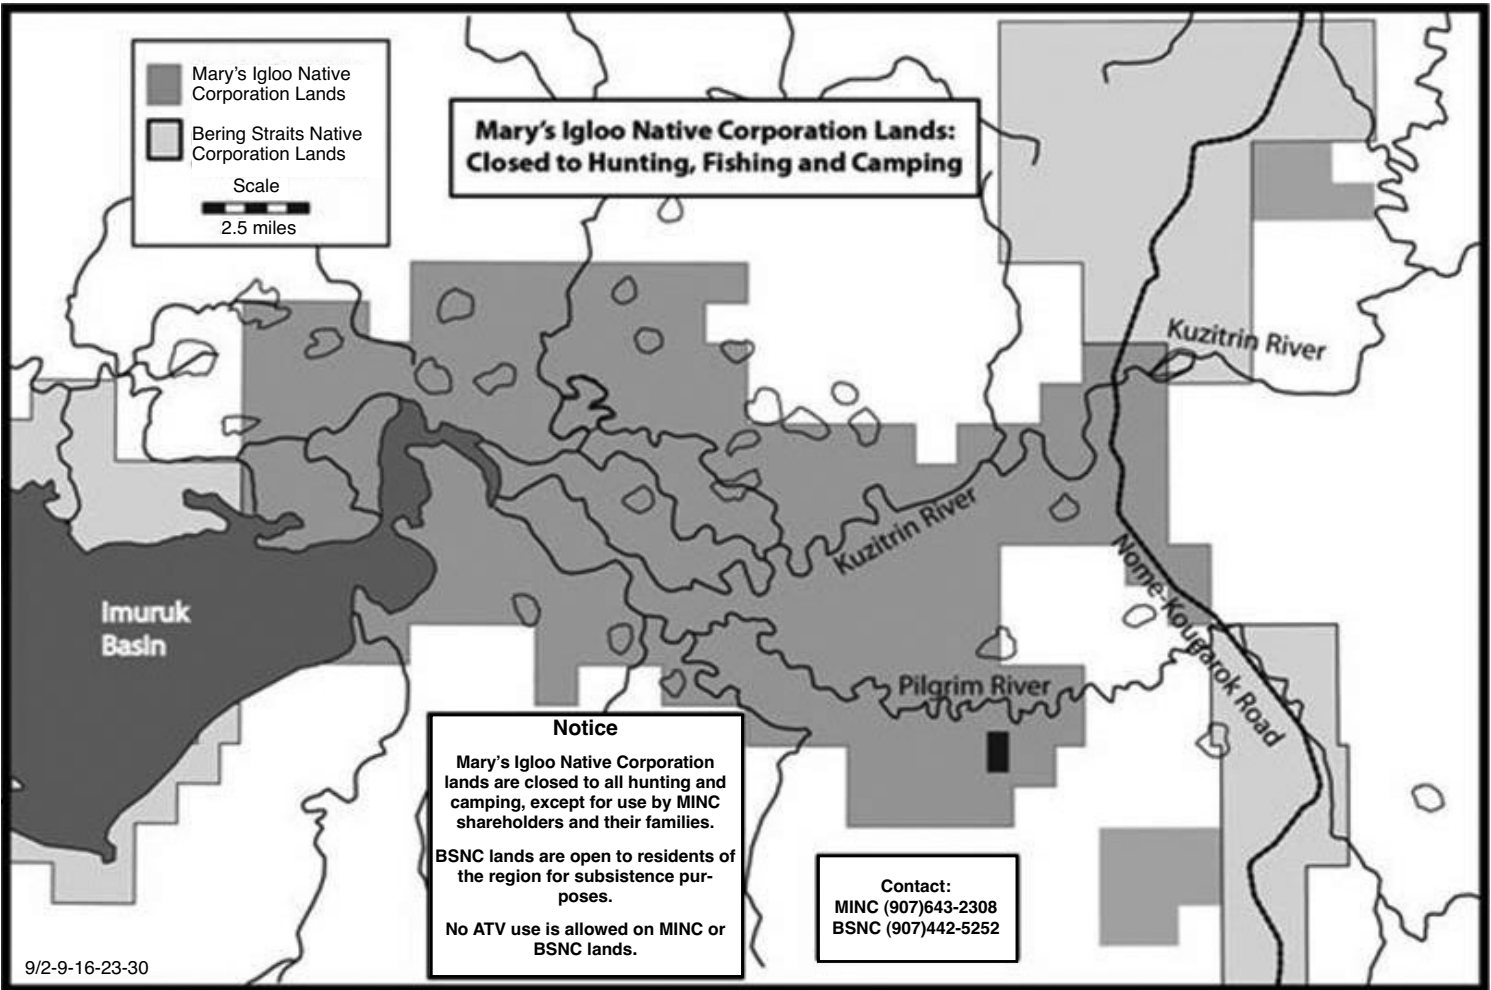 Mary's Igloo Native
Corporation Lands
Bering Straits Native
Corporation Lands
Scale
2.5 miles
Mary's Igloo Native Corporation Lands:
Closed to Hunting, Fishing and Camping
Kuzitrin River
Kuzitrin River
Nome-Kougarok Road
Imuruk
Basin
Pilgrim River
Notice
Mary's Igloo Native Corporation
lands are closed to all hunting and
camping, except for use by MINC
shareholders and their families.
BSNC lands are open to residents of
the region for subsistence pur-
poses.
No ATV use is allowed on MINC or
BSNC lands.
Contact:
MINC (907)643-2308
BSNC (907)442-5252
9/2-9-16-23-30